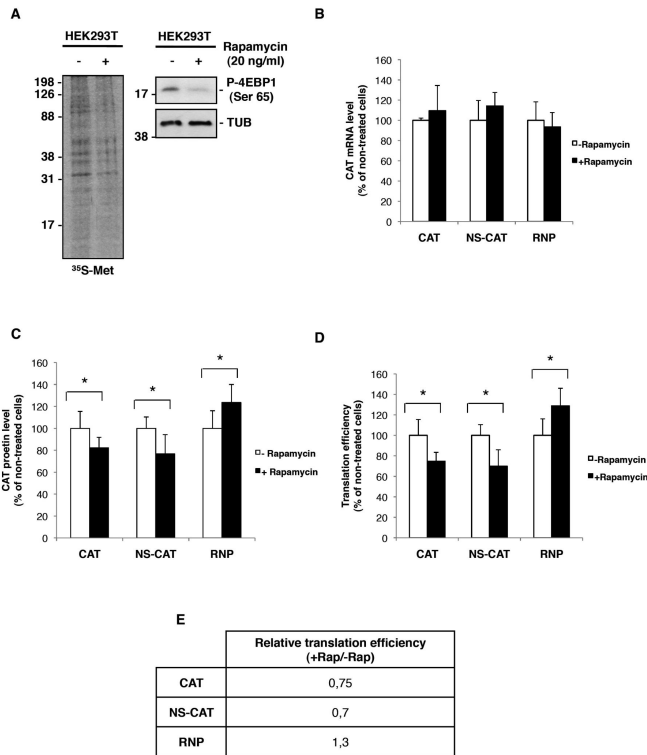 A
HEK293T
- +
198 -
126 -
88 -
38 -
31 -
17 -
35S-Met
HEK293T
- +
Rapamycin
(20 ng/ml)
17 -
- P-4EBP1
(Ser 65)
- TUB
38 -
B
CAT mRNA level
(% of non-treated cells)
160
140
120
100
80
60
40
20
0
CAT NS-CAT RNP
-Rapamycin
+Rapamycin
C
CAT proetin level
(% of non-treated cells)
160
140
120
100
80
60
40
20
0
* * *
CAT NS-CAT RNP
- Rapamycin
+ Rapamycin
D
Translation efficiency
(% of non-treated cells)
160
140
120
100
80
60
40
20
0
* * *
CAT NS-CAT RNP
-Rapamycin
+Rapamycin
E
Relative translation efficiency
(+Rap/-Rap)
CAT 0,75
NS-CAT 0,7
RNP 1,3